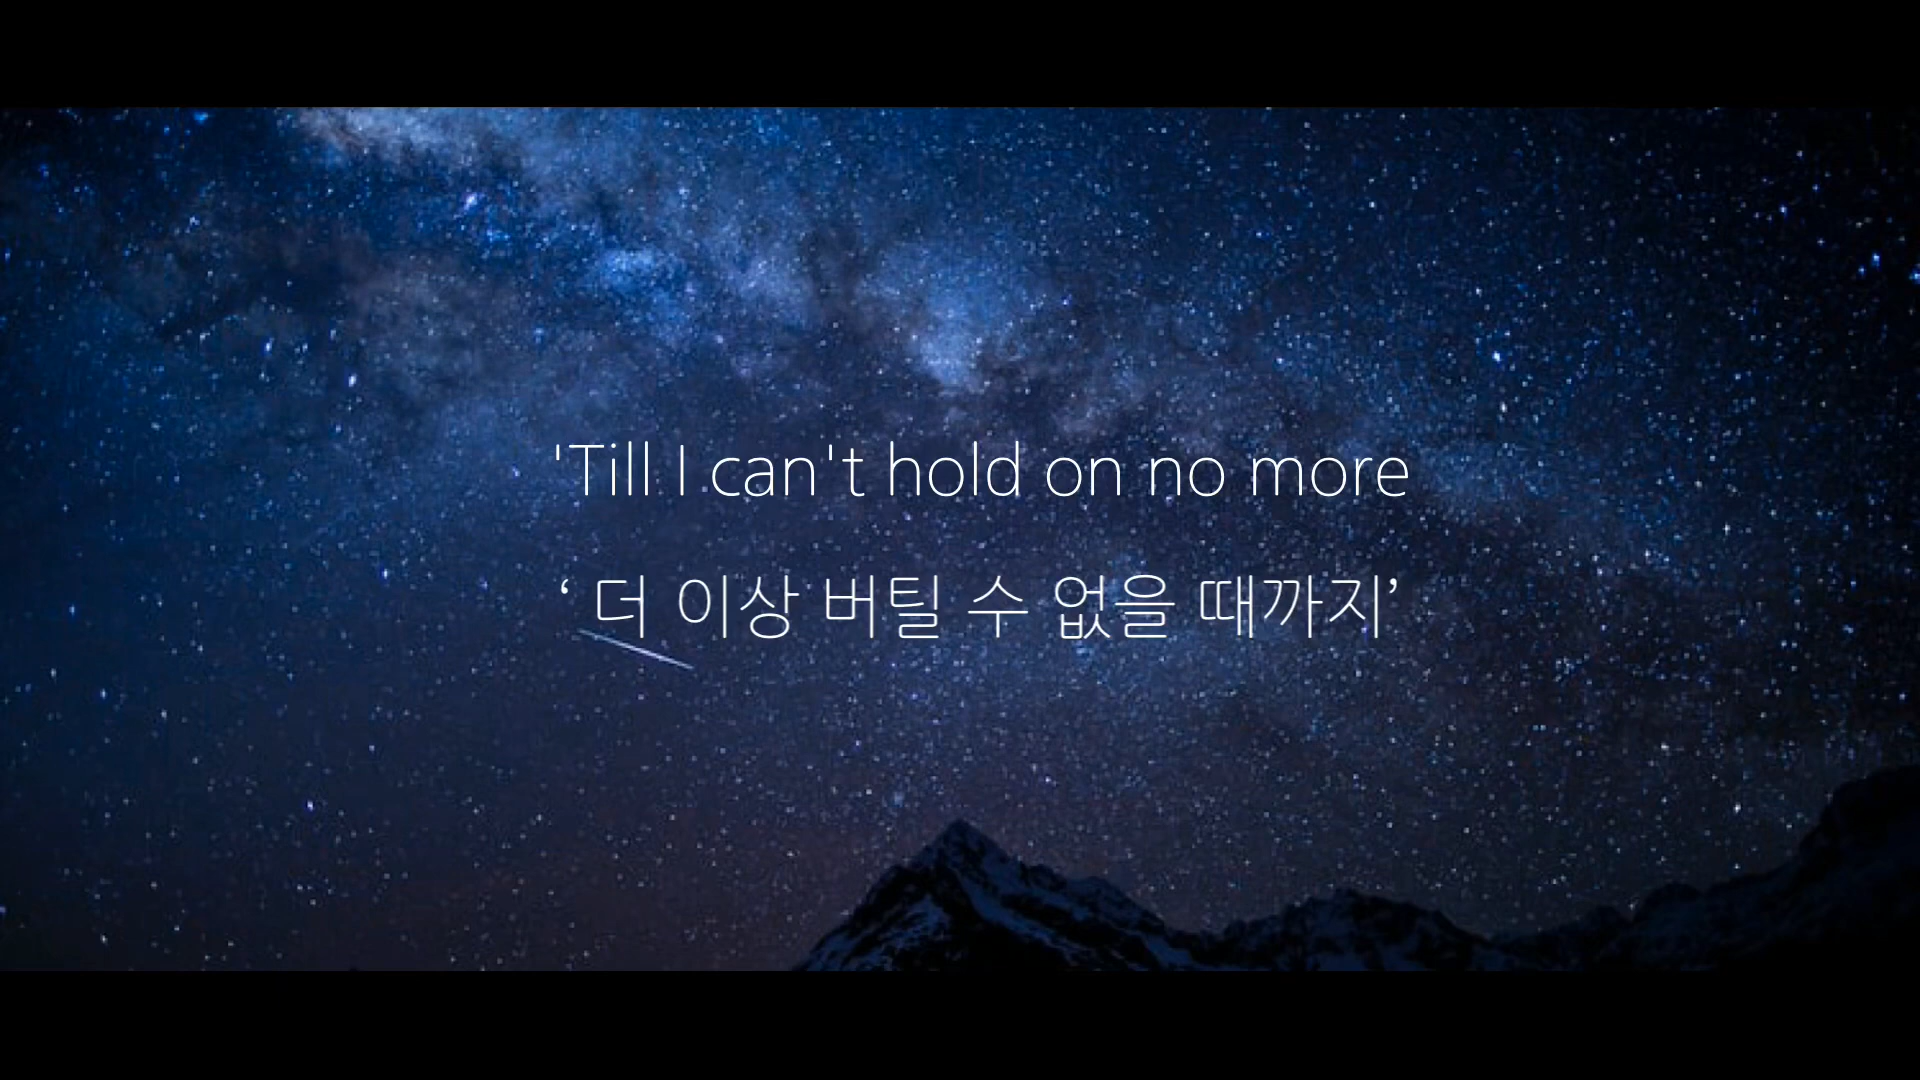 'Till I can't hold on no more
‘ 더 이상 버틸 수 없을 때까지’